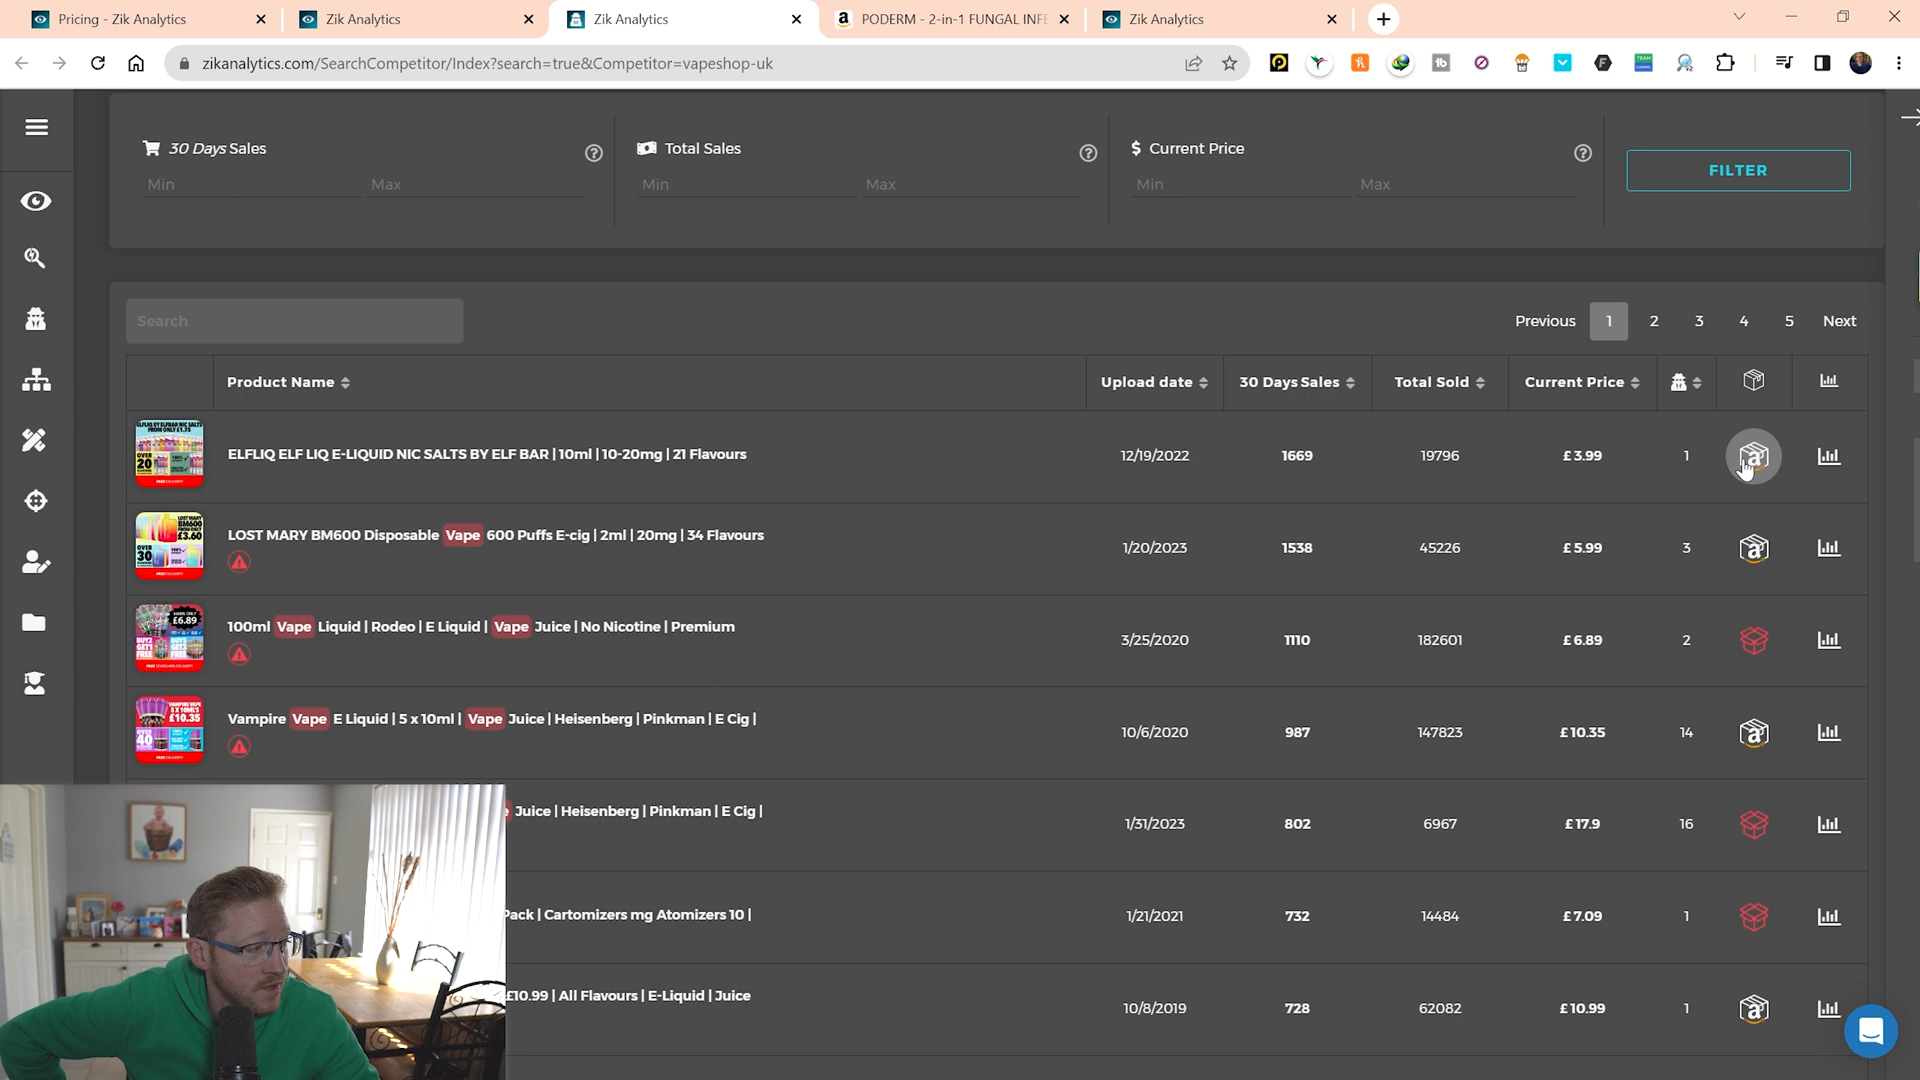 Pricing - Zik Analytics
Zik Analytics
Zik Analytics
PODERM - 2-in-1 FUNGAL INFE
Zik Analytics
zikanalytics.com/SearchCompetitor/Index?search=true&Competitor=vapeshop-uk
30 Days Sales
Total Sales
Current Price
FILTER
Min Max
Min Max
Min Max
Search
Previous 1 2 3 4 5 Next
Product Name Upload date 30 Days Sales Total Sold Current Price
ELFLIQ ELF LIQ E-LIQUID NIC SALTS BY ELF BAR | 10ml | 10-20mg | 21 Flavours 12/19/2022 1669 19796 £ 3.99 1
LOST MARY BM600 Disposable Vape 600 Puffs E-cig | 2ml | 20mg | 34 Flavours 1/20/2023 1538 45226 £ 5.99 3
100ml Vape Liquid | Rodeo | E Liquid | Vape Juice | No Nicotine | Premium 3/25/2020 1110 182601 £ 6.89 2
Vampire Vape E Liquid | 5 x 10ml | Vape Juice | Heisenberg | Pinkman | E Cig | 10/6/2020 987 147823 £ 10.35 14
Juice | Heisenberg | Pinkman | E Cig | 1/31/2023 802 6967 £ 17.9 16
Pack | Cartomizers mg Atomizers 10 | 1/21/2021 732 14484 £ 7.09 1
£10.99 | All Flavours | E-Liquid | Juice 10/8/2019 728 62082 £ 10.99 1